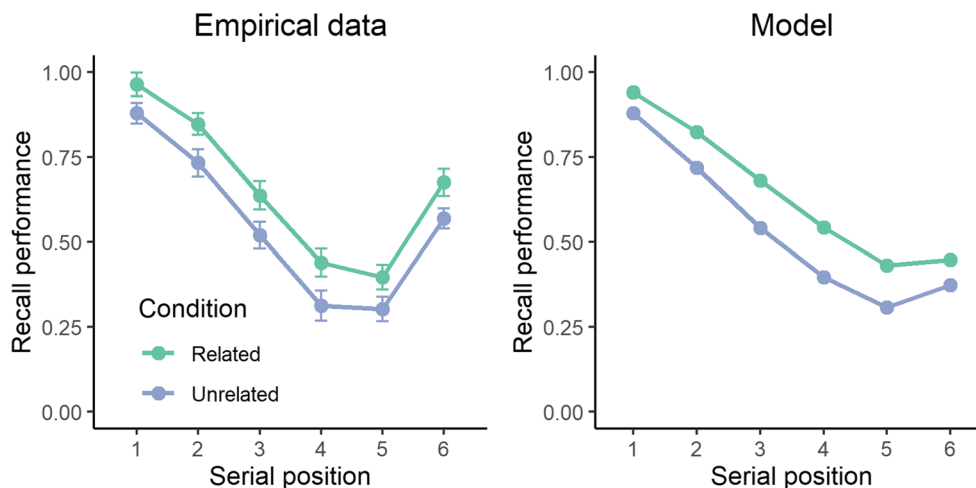 Empirical data
Recall performance
1.00
0.75
0.50
0.25
0.00
Condition
Related
Unrelated
1 2 3 4 5 6
Serial position
Model
Recall performance
1.00
0.75
0.50
0.25
0.00
1 2 3 4 5 6
Serial position